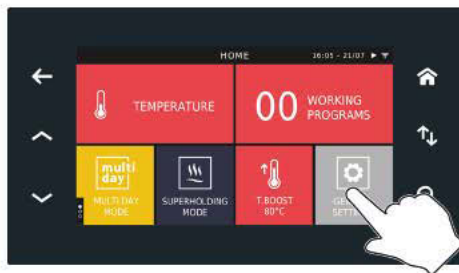 HOME
16:05 - 21/07
TEMPERATURE
00 WORKING
PROGRAMS
multi
day
MULTI DAY
MODE
SUPERHOLDING
MODE
T.BOOST
80°C